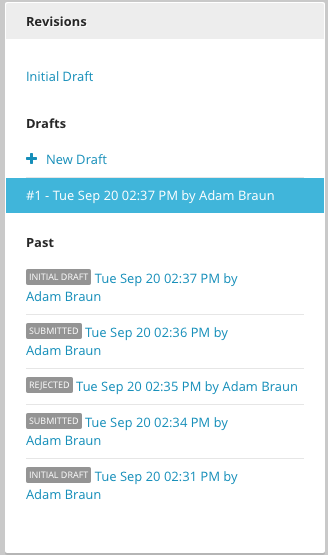 Revisions
Initial Draft
Drafts
+ New Draft
#1 - Tue Sep 20 02:37 PM by Adam Braun
Past
INITIAL DRAFT Tue Sep 20 02:37 PM by
Adam Braun
SUBMITTED Tue Sep 20 02:36 PM by
Adam Braun
REJECTED Tue Sep 20 02:35 PM by Adam Braun
SUBMITTED Tue Sep 20 02:34 PM by
Adam Braun
INITIAL DRAFT Tue Sep 20 02:31 PM by
Adam Braun